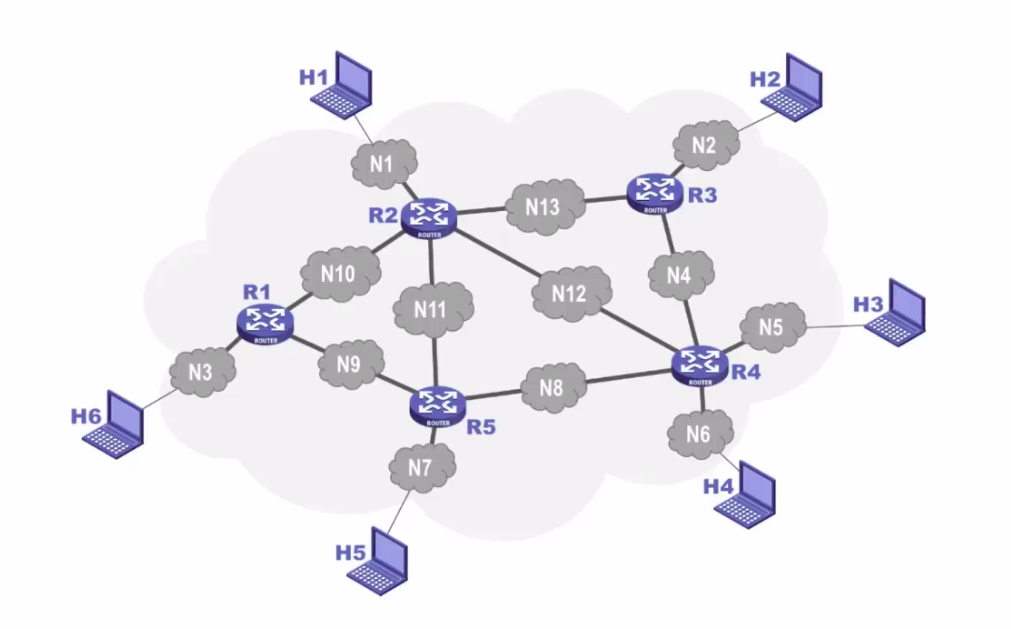 H1
H2
N1
N2
R2
N13
R3
ROUTER
ROUTER
N10
N4
N12
R1
N11
H3
N5
ROUTER
N9
R4
N3
ROUTER
N8
H6
ROUTER
R5
N6
N7
H4
H5